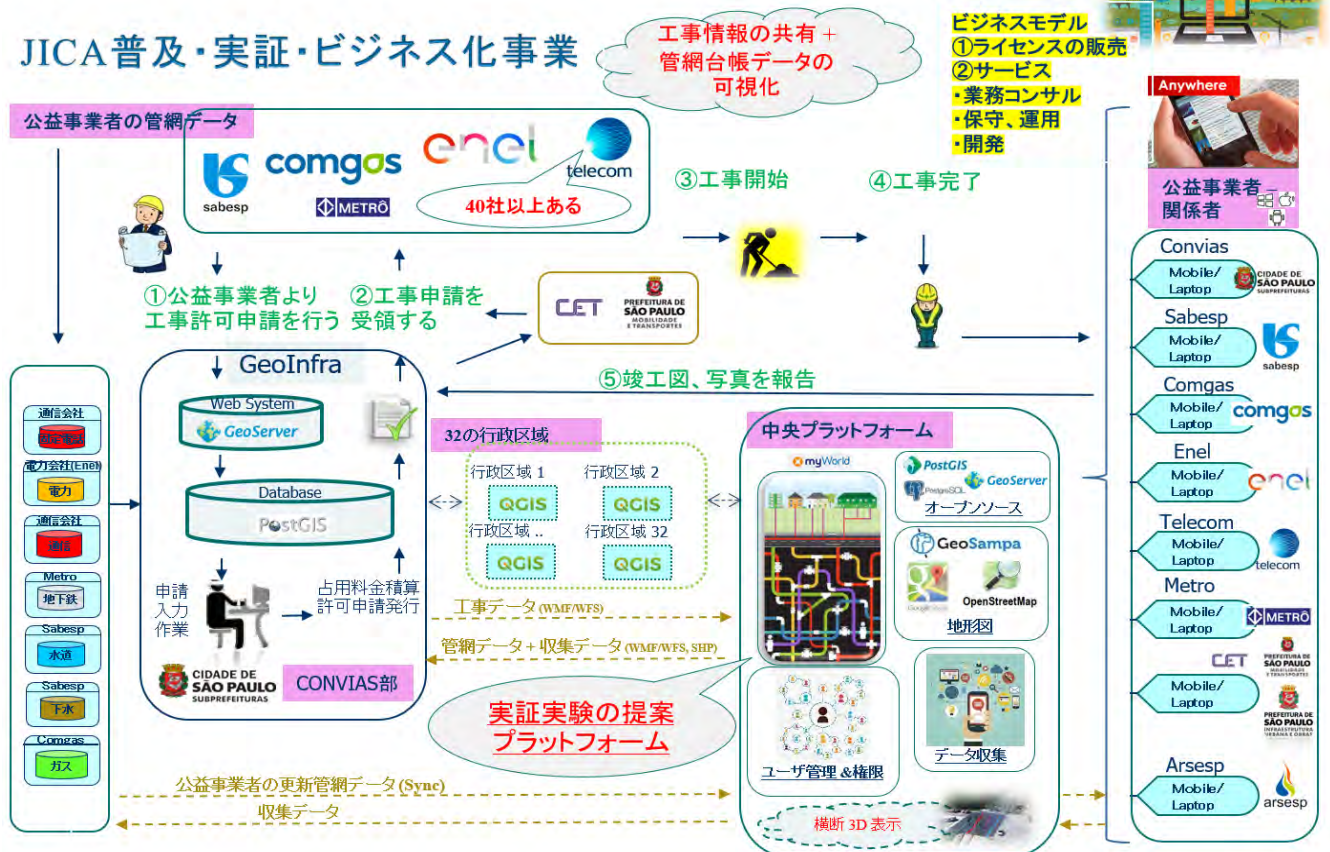 JICA普及・実証・ビジネス化事業
工事情報の共有 +
管網台帳データの
可視化
ビジネスモデル
①ライセンスの販売
②サービス
・業務コンサル
・保守、運用
・開発
Anywhere
公益事業者の管網データ
sabesp
comgas
METRÔ
enel
telecom
40社以上ある
③工事開始
④工事完了
公益事業者–
関係者
①公益事業者より
工事許可申請を行う
②工事申請を
受領する
CET
PREFEITURA DE
SÃO PAULO
MOBILIDADE
E TRANSPORTES
⑤竣工図、写真を報告
GeoInfra
Web System
GeoServer
Database
PostGIS
申請
入力
作業
占用料金積算
許可申請発行
CIDADE DE
SÃO PAULO
SUBPREFEITURAS
CONVIAS部
通信会社
固定電話
電力会社(Enel)
電力
通信会社
通信
Metro
地下鉄
Sabesp
水道
Sabesp
下水
Comgas
ガス
32の行政区域
行政区域 1
QGIS
行政区域 2
QGIS
行政区域 ..
QGIS
行政区域 32
QGIS
工事データ (WMF/WFS)
管網データ + 収集データ (WMF/WFS, SHP)
実証実験の提案
プラットフォーム
公益事業者の更新管網データ (Sync)
収集データ
中央プラットフォーム
myWorld
PostGIS
PostgreSQL
GeoServer
オープンソース
GeoSampa
OpenStreetMap
地形図
ユーザ管理 &権限
データ収集
横断 3D 表示
Convias
Mobile/
Laptop
CIDADE DE
SÃO PAULO
SUBPREFEITURAS
Sabesp
Mobile/
Laptop
sabesp
Comgas
Mobile/
Laptop
comgas
Enel
Mobile/
Laptop
enel
Telecom
Mobile/
Laptop
telecom
Metro
Mobile/
Laptop
METRÔ
CET
PREFEITURA DE
SÃO PAULO
MOBILIDADE
E TRANSPORTES
Mobile/
Laptop
PREFEITURA DE
SÃO PAULO
INFRAESTRUTURA
URBANA E OBRAS
Arsesp
Mobile/
Laptop
arsesp